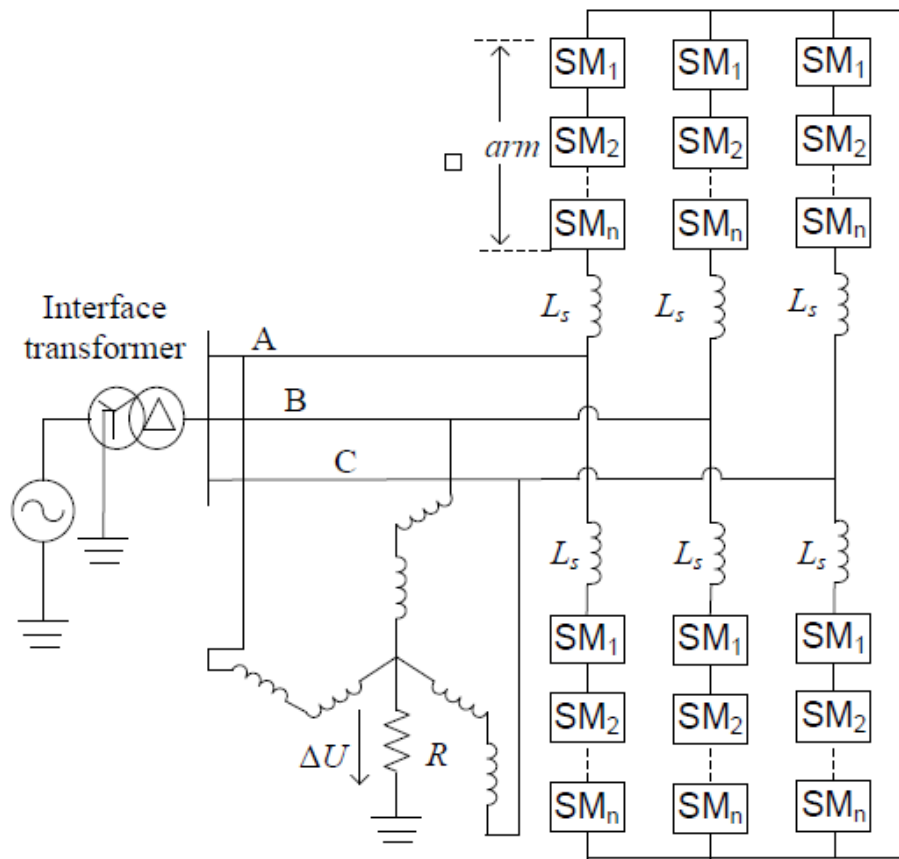 SM₁ SM₁ SM₁
arm
SM₂ SM₂ SM₂
SMₙ SMₙ SMₙ
Lₛ Lₛ Lₛ
Interface
transformer
A
B
C
Lₛ Lₛ Lₛ
SM₁ SM₁ SM₁
SM₂ SM₂ SM₂
ΔU R
SMₙ SMₙ SMₙ